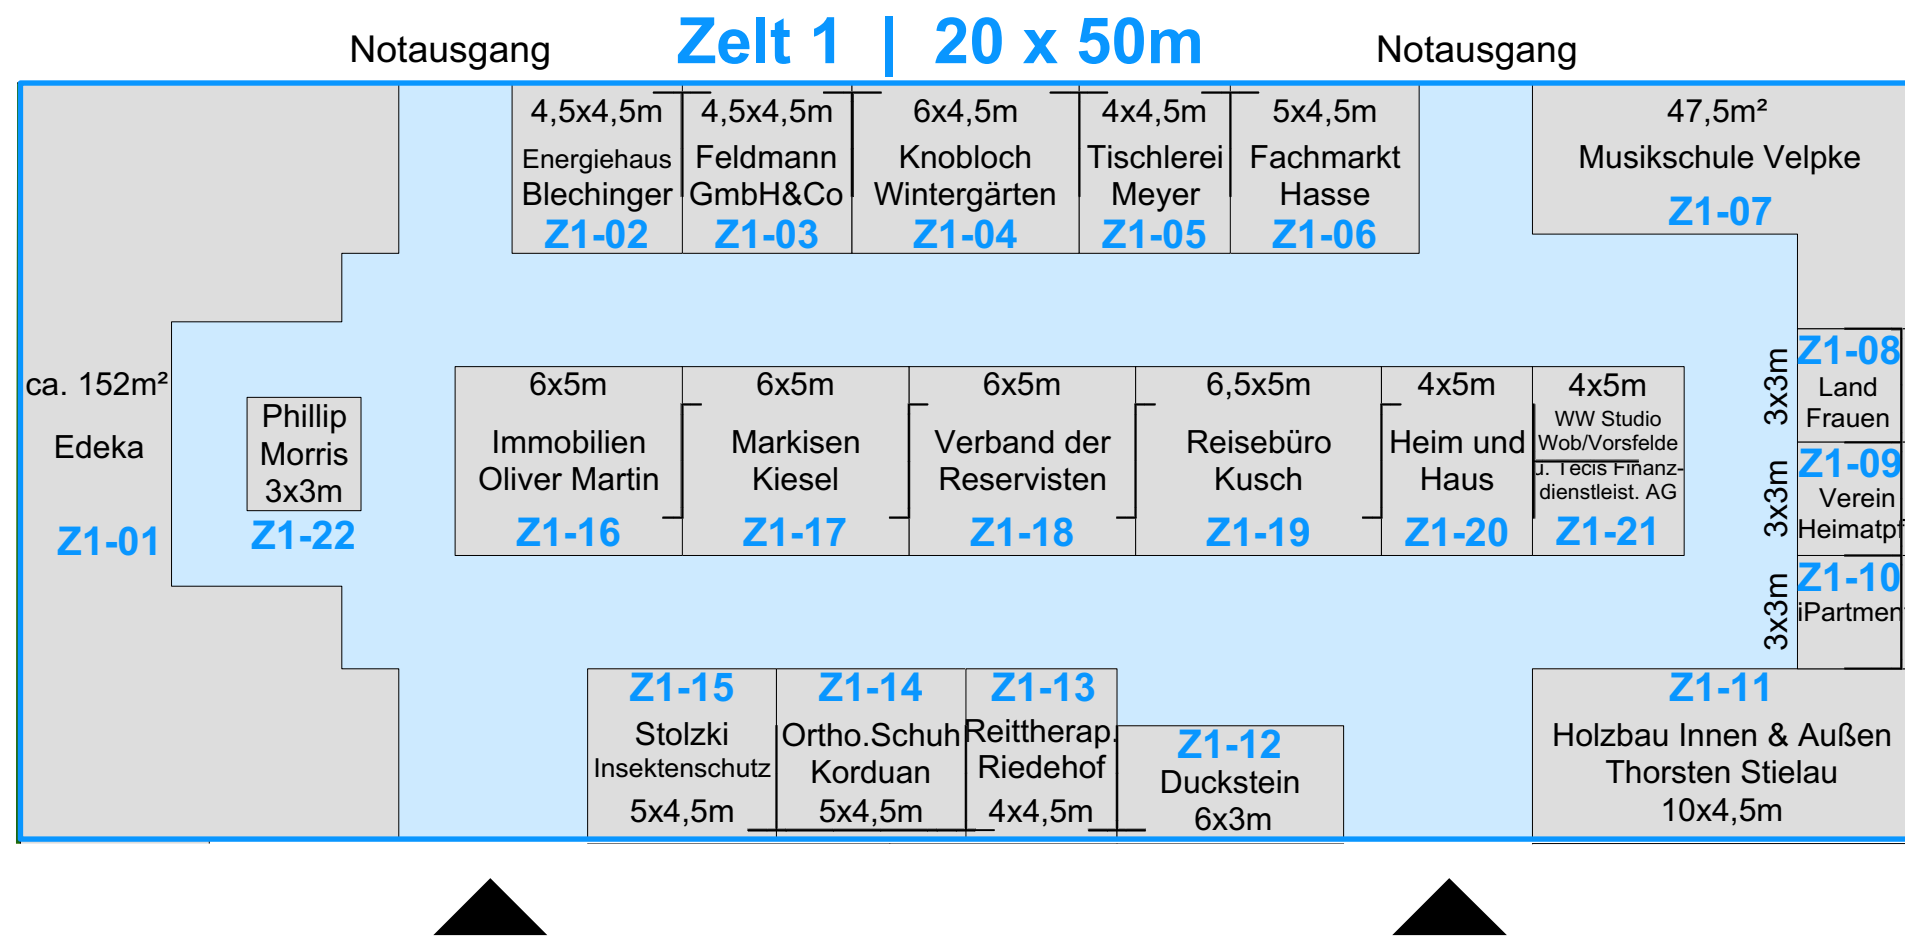 Zelt 1 | 20 x 50m
Notausgang
Notausgang
4,5x4,5m
Energiehaus
Blechinger
Z1-02
4,5x4,5m
Feldmann
GmbH&Co
Z1-03
6x4,5m
Knobloch
Wintergärten
Z1-04
4x4,5m
Tischlerei
Meyer
Z1-05
5x4,5m
Fachmarkt
Hasse
Z1-06
47,5m²
Musikschule Velpke
Z1-07
ca. 152m²
Edeka
Z1-01
Phillip
Morris
3x3m
Z1-22
6x5m
Immobilien
Oliver Martin
Z1-16
6x5m
Markisen
Kiesel
Z1-17
6x5m
Verband der
Reservisten
Z1-18
6,5x5m
Reisebüro
Kusch
Z1-19
4x5m
Heim und
Haus
Z1-20
4x5m
WW Studio
Wob/Vorsfelde
u. Tecis Finanz-
dienstleist. AG
Z1-21
3x3m
Z1-08
Land
Frauen
3x3m
Z1-09
Verein
Heimatpf
3x3m
Z1-10
iPartment
Z1-15
Stolzki
Insektenschutz
5x4,5m
Z1-14
Ortho.Schuh
Korduan
5x4,5m
Z1-13
Reittherap.
Riedehof
4x4,5m
Z1-12
Duckstein
6x3m
Z1-11
Holzbau Innen & Außen
Thorsten Stielau
10x4,5m